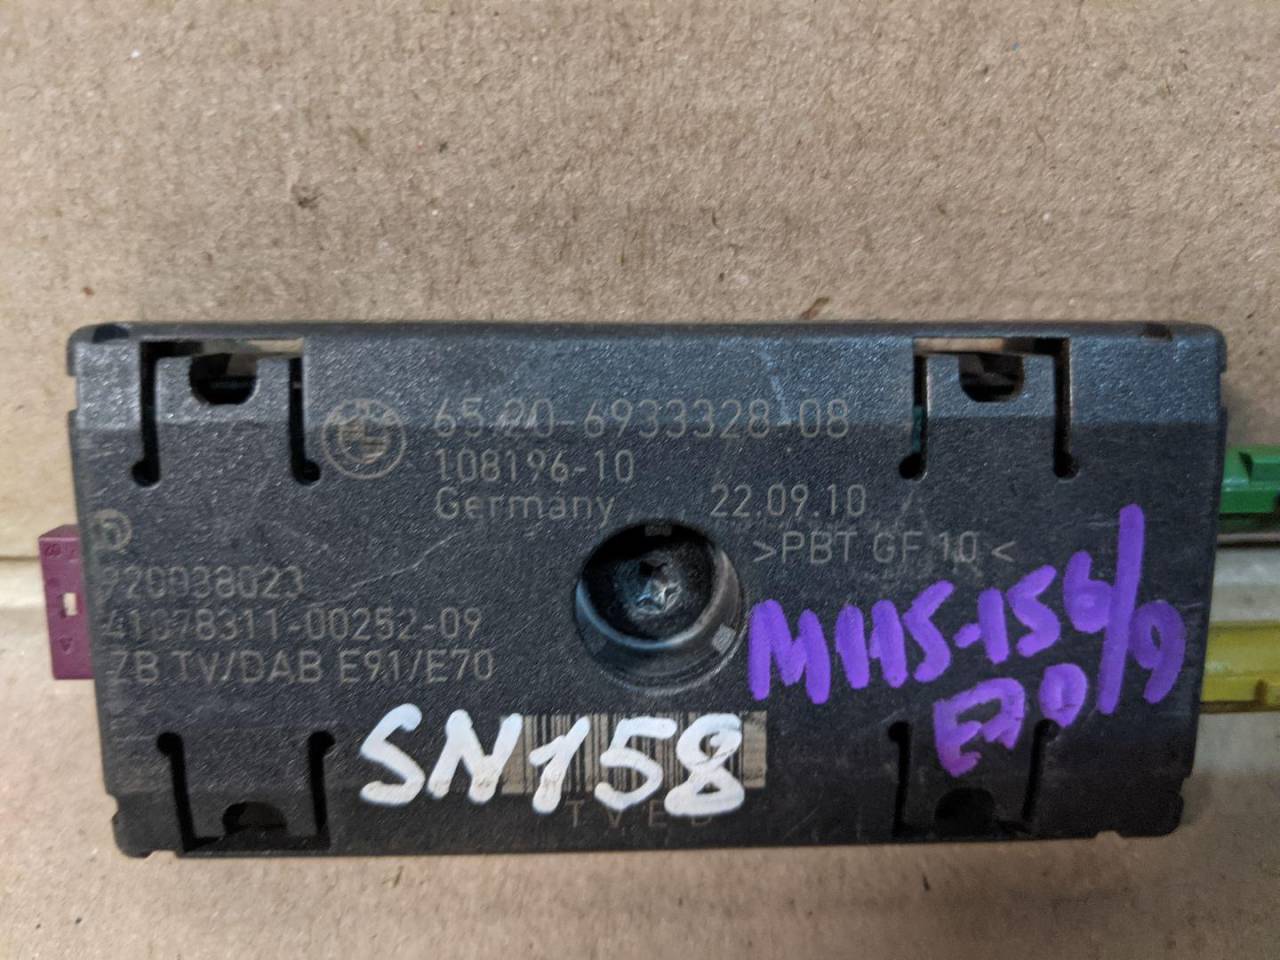 65.20-6933328-08
108196-10
Germany 22.09.10
>PBT GF 10<
920038023
41078311-00252-09
ZB TV/DAB E91/E70
M115-156/9
E70
SN158